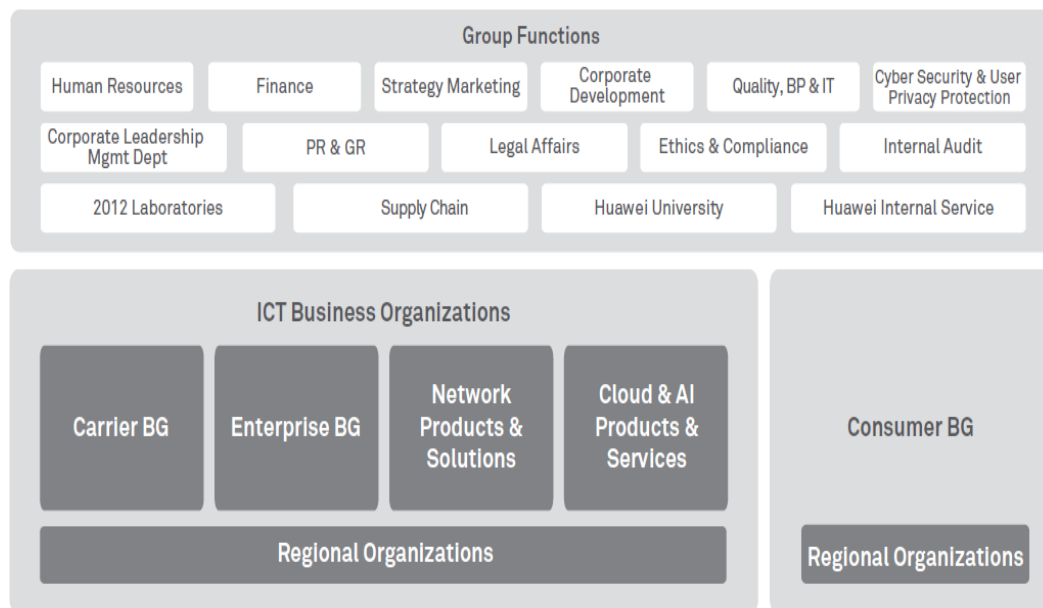 Group Functions
Human Resources
Finance
Strategy Marketing
Corporate
Development
Quality, BP & IT
Cyber Security & User
Privacy Protection
Corporate Leadership
Mgmt Dept
PR & GR
Legal Affairs
Ethics & Compliance
Internal Audit
2012 Laboratories
Supply Chain
Huawei University
Huawei Internal Service
ICT Business Organizations
Carrier BG
Enterprise BG
Network
Products &
Solutions
Cloud & AI
Products &
Services
Regional Organizations
Consumer BG
Regional Organizations